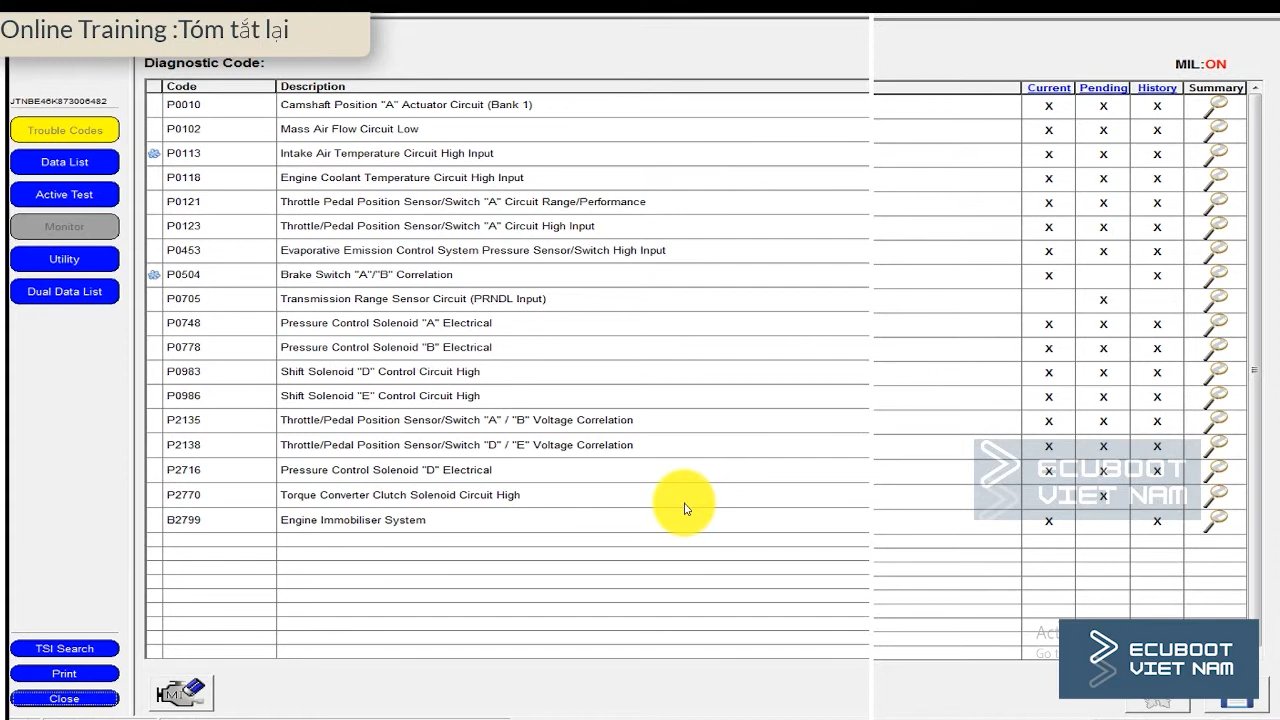 Online Training :Tóm tắt lại
Diagnostic Code:
MIL:ON
JTNBE46K873006482
Trouble Codes
Data List
Active Test
Monitor
Utility
Dual Data List
TSI Search
Print
Close
Code Description Current Pending History Summary
P0010 Camshaft Position "A" Actuator Circuit (Bank 1) x x x
P0102 Mass Air Flow Circuit Low x x x
P0113 Intake Air Temperature Circuit High Input x x x
P0118 Engine Coolant Temperature Circuit High Input x x x
P0121 Throttle Pedal Position Sensor/Switch "A" Circuit Range/Performance x x x
P0123 Throttle/Pedal Position Sensor/Switch "A" Circuit High Input x x x
P0453 Evaporative Emission Control System Pressure Sensor/Switch High Input x x x
P0504 Brake Switch "A"/"B" Correlation x x
P0705 Transmission Range Sensor Circuit (PRNDL Input) x
P0748 Pressure Control Solenoid "A" Electrical x x x
P0778 Pressure Control Solenoid "B" Electrical x x x
P0983 Shift Solenoid "D" Control Circuit High x x x
P0986 Shift Solenoid "E" Control Circuit High x x x
P2135 Throttle/Pedal Position Sensor/Switch "A" / "B" Voltage Correlation x x x
P2138 Throttle/Pedal Position Sensor/Switch "D" / "E" Voltage Correlation x x x
P2716 Pressure Control Solenoid "D" Electrical x x x
P2770 Torque Converter Clutch Solenoid Circuit High x
B2799 Engine Immobiliser System x x
ECUBOOT
VIET NAM
Go t
ECUBOOT
VIET NAM